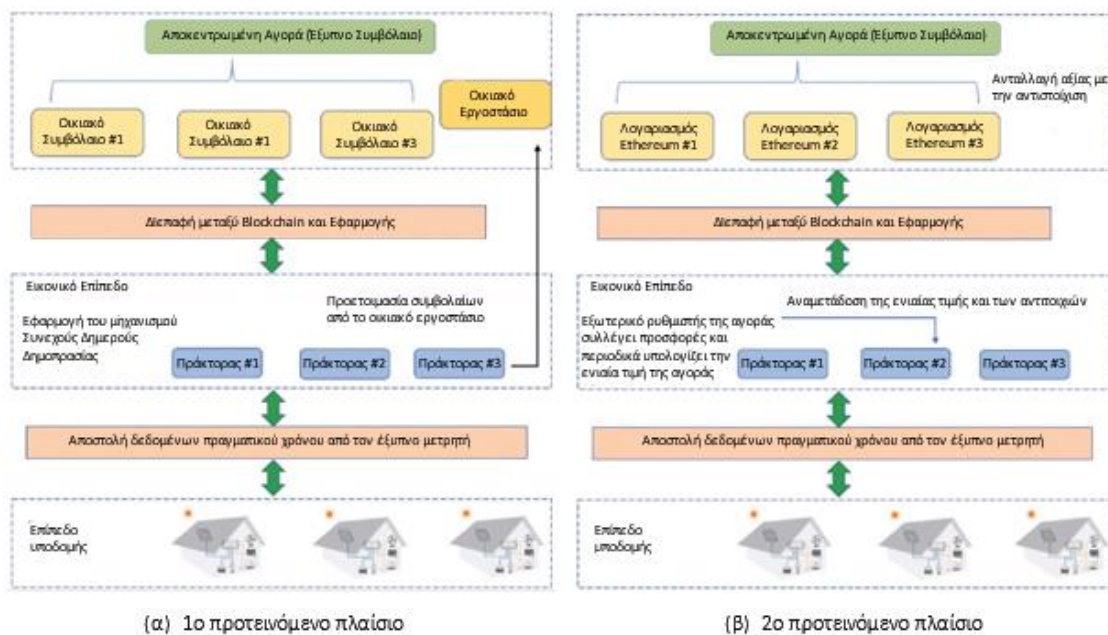 Αποκεντρωμένη Αγορά (Έξυπνο Συμβόλαιο)
Οικιακό
Εργοστάσιο
Οικιακό
Συμβόλαιο #1
Οικιακό
Συμβόλαιο #1
Οικιακό
Συμβόλαιο #3
Διεπαφή μεταξύ Blockchain και Εφαρμογής
Εικονικό Επίπεδο
Προετοιμασία συμβολαίων
από το οικιακό εργοστάσιο
Εφαρμογή του μηχανισμού
Συνεχούς Διμερούς
Δημοπρασίας
Πράκτορας #1
Πράκτορας #2
Πράκτορας #3
Αποστολή δεδομένων πραγματικού χρόνου από τον έξυπνο μετρητή
Επίπεδο
υποδομής
(α) 1ο προτεινόμενο πλαίσιο
Αποκεντρωμένη Αγορά (Έξυπνο Συμβόλαιο)
Ανταλλαγή αξίας με
την αντιστοίχιση
Λογαριασμός
Ethereum #1
Λογαριασμός
Ethereum #2
Λογαριασμός
Ethereum #3
Διεπαφή μεταξύ Blockchain και Εφαρμογής
Εικονικό Επίπεδο
Αναμετάδοση της ενιαίας τιμής και των αντιτοιχιών
Εξωτερικό ρυθμιστής της αγοράς
συλλέγει προσφορές και
περιοδικά υπολογίζει την
ενιαία τιμή της αγοράς
Πράκτορας #1
Πράκτορας #2
Πράκτορας #3
Αποστολή δεδομένων πραγματικού χρόνου από τον έξυπνο μετρητή
Επίπεδο
υποδομής
(β) 2ο προτεινόμενο πλαίσιο